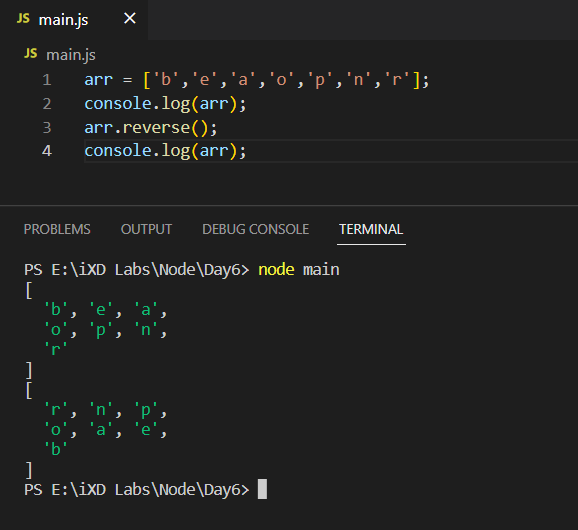 JS main.js ×
JS main.js
1 arr = ['b','e','a','o','p','n','r'];
2 console.log(arr);
3 arr.reverse();
4 console.log(arr);
PROBLEMS OUTPUT DEBUG CONSOLE TERMINAL
PS E:\iXD Labs\Node\Day6> node main
[
  'b', 'e', 'a',
  'o', 'p', 'n',
  'r'
]
[
  'r', 'n', 'p',
  'o', 'a', 'e',
  'b'
]
PS E:\iXD Labs\Node\Day6>